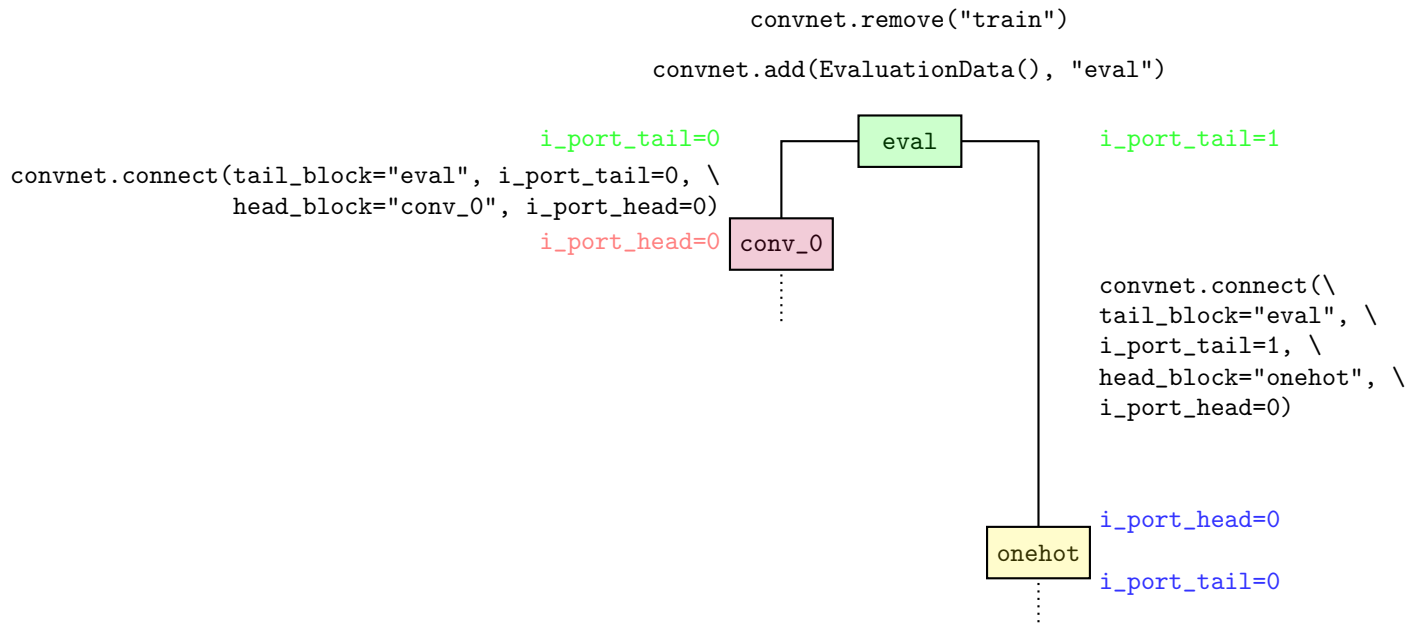 convnet.remove("train")
convnet.add(EvaluationData(), "eval")
i_port_tail=0
eval
i_port_tail=1
convnet.connect(tail_block="eval", i_port_tail=0, \
head_block="conv_0", i_port_head=0)
i_port_head=0
conv_0
convnet.connect(\
tail_block="eval", \
i_port_tail=1, \
head_block="onehot", \
i_port_head=0)
i_port_head=0
onehot
i_port_tail=0